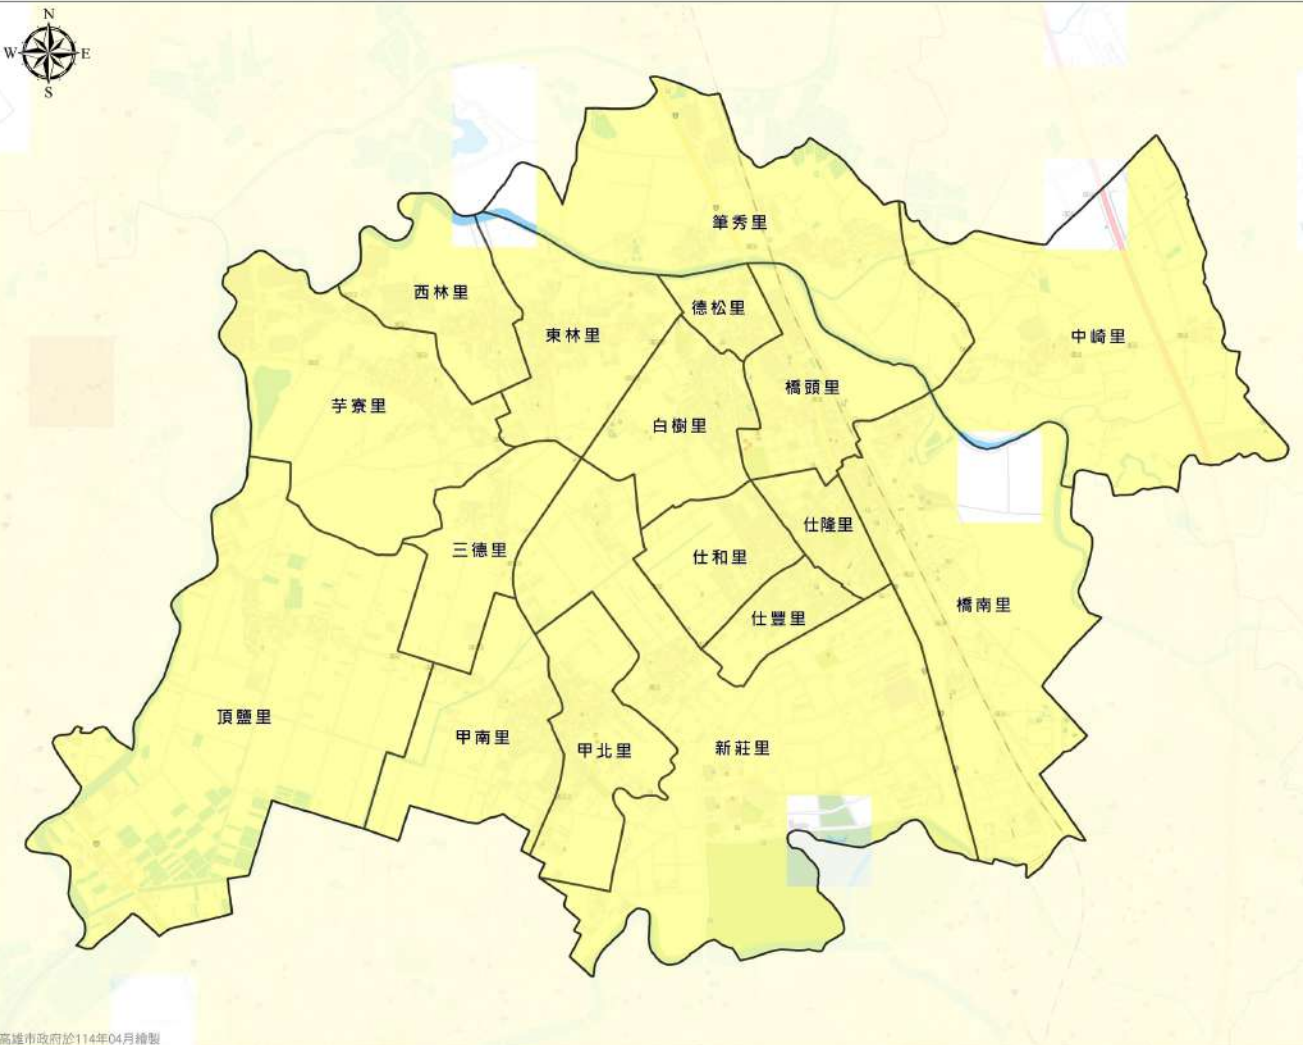 N
W E
S
筆秀里
西林里
德松里
東林里
中崎里
橋頭里
芋寮里
白樹里
仕隆里
三德里
仕和里
橋南里
仕豐里
頂鹽里
甲南里
甲北里
新莊里
高雄市政府於114年04月繪製